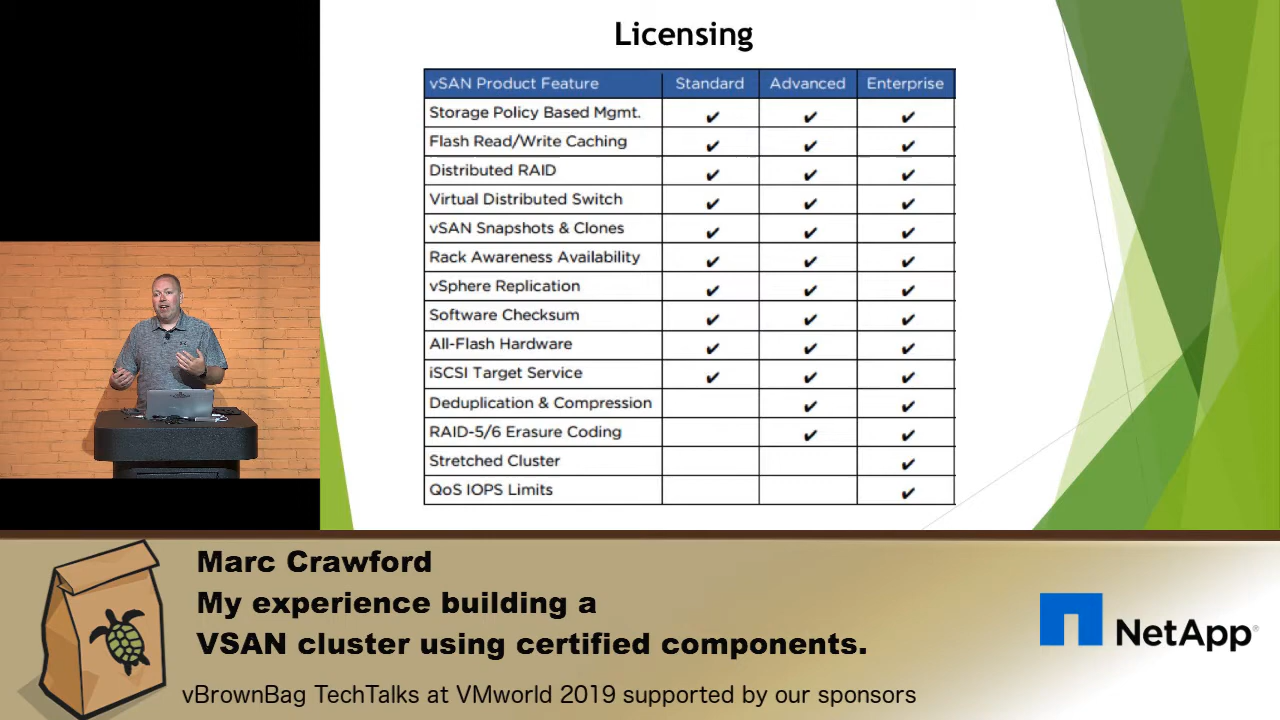 Licensing
vSAN Product Feature Standard Advanced Enterprise
Storage Policy Based Mgmt. ✔ ✔ ✔
Flash Read/Write Caching ✔ ✔ ✔
Distributed RAID ✔ ✔ ✔
Virtual Distributed Switch ✔ ✔ ✔
vSAN Snapshots & Clones ✔ ✔ ✔
Rack Awareness Availability ✔ ✔ ✔
vSphere Replication ✔ ✔ ✔
Software Checksum ✔ ✔ ✔
All-Flash Hardware ✔ ✔ ✔
iSCSI Target Service ✔ ✔ ✔
Deduplication & Compression ✔ ✔
RAID-5/6 Erasure Coding ✔ ✔
Stretched Cluster ✔
QoS IOPS Limits ✔
Marc Crawford
My experience building a
VSAN cluster using certified components.
NetApp®
vBrownBag TechTalks at VMworld 2019 supported by our sponsors